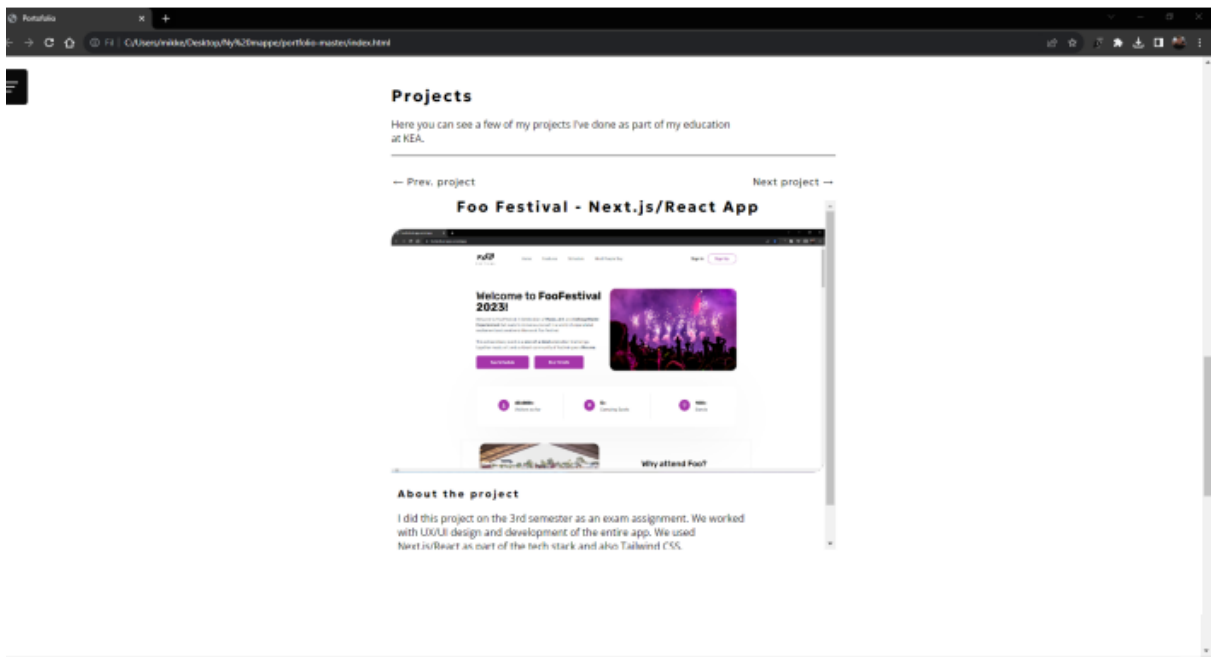 Portafolio
Fil C:/Users/mikke/Desktop/Ny%20mappe/portfolio-master/index.html
Projects
Here you can see a few of my projects I've done as part of my education
at KEA.
← Prev. project
Next project →
Foo Festival - Next.js/React App
Welcome to FooFestival
2023!
Why attend Foo?
About the project
I did this project on the 3rd semester as an exam assignment. We worked
with UX/UI design and development of the entire app. We used
Next.js/React as part of the tech stack and also Tailwind CSS.